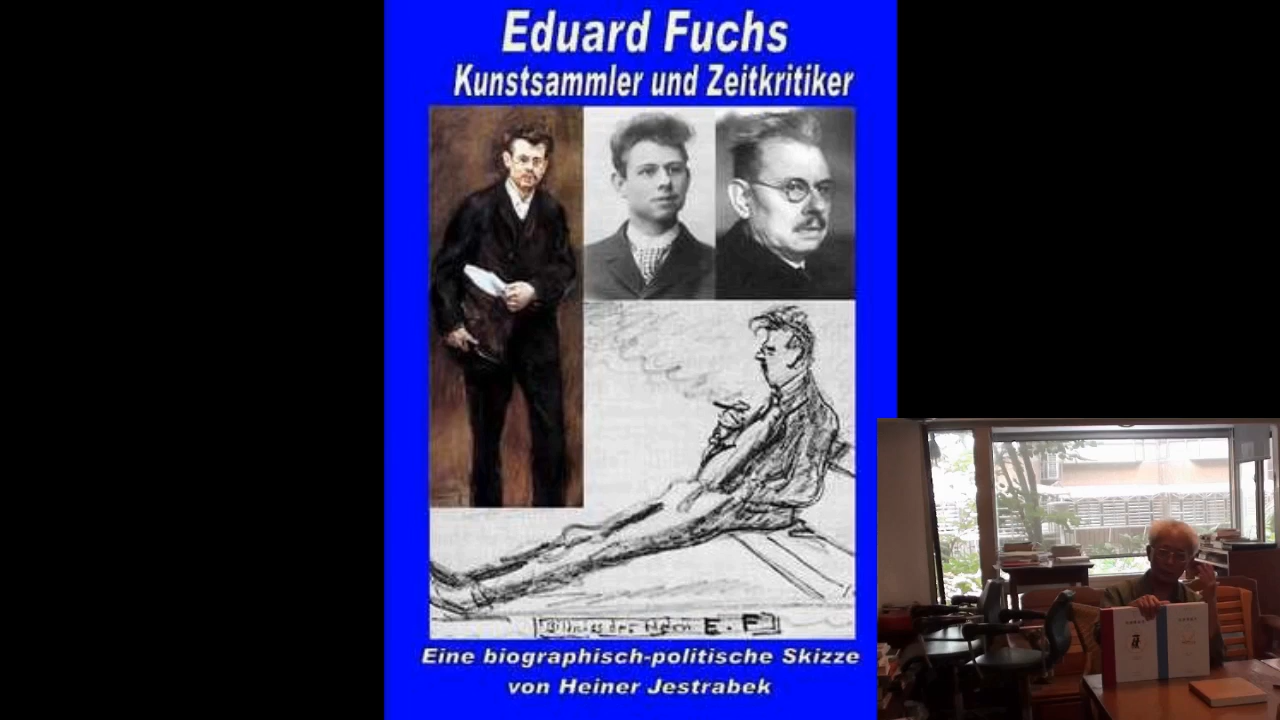 Eduard Fuchs
Kunstsammler und Zeitkritiker
E. F.
Eine biographisch-politische Skizze
von Heiner Jestrabek